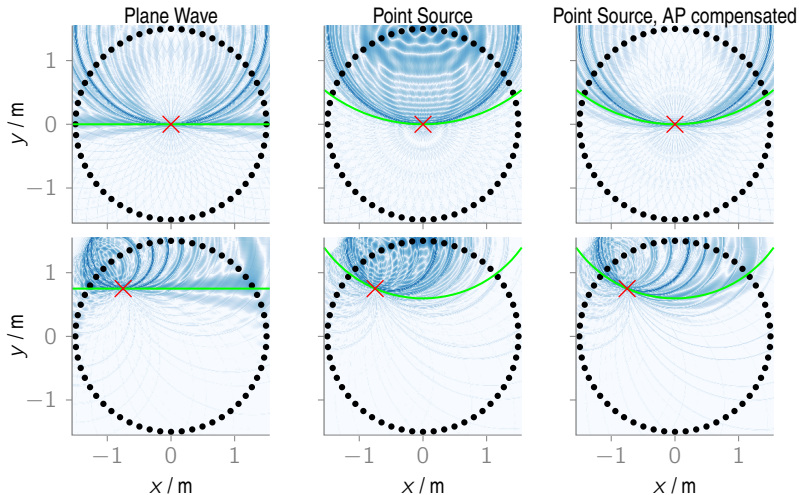 Plane Wave
Point Source
Point Source, AP compensated
y / m
1
0
−1
y / m
1
0
−1
−1 0 1
−1 0 1
−1 0 1
x / m
x / m
x / m